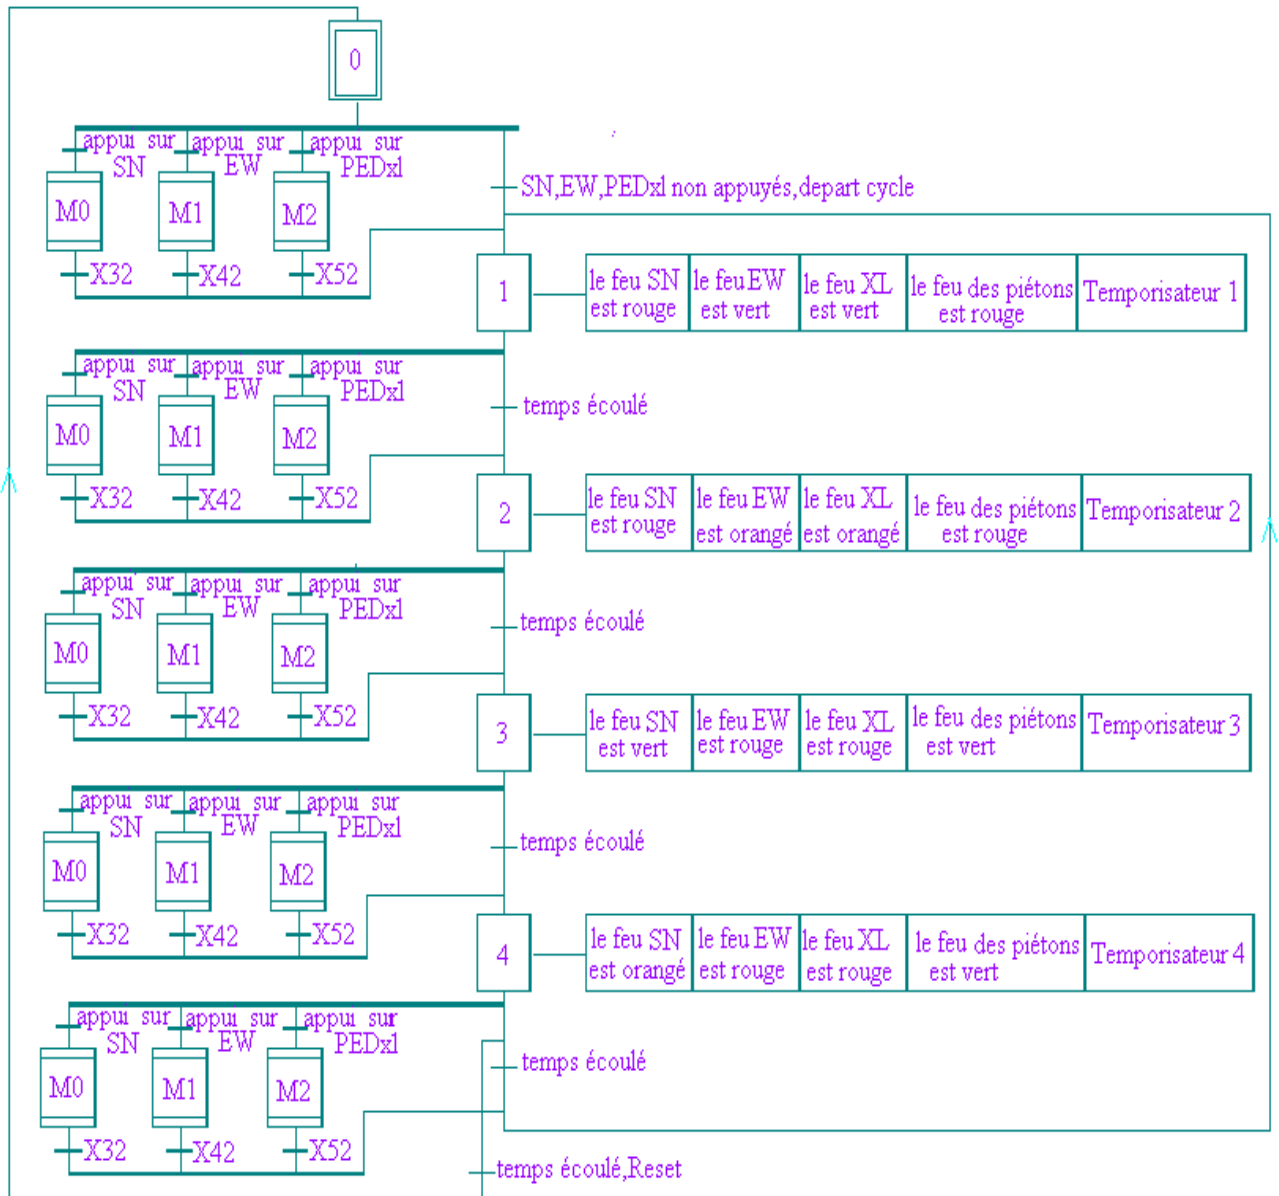 0
appui sur appui sur appui sur
SN EW PEDxl
SN,EW,PEDxl non appuyés,depart cycle
M0 M1 M2
X32 X42 X52
1
le feu SN
est rouge
le feu EW
est vert
le feu XL
est vert
le feu des piétons
est rouge
Temporisateur 1
appui sur appui sur appui sur
SN EW PEDxl
temps écoulé
M0 M1 M2
X32 X42 X52
2
le feu SN
est rouge
le feu EW
est orangé
le feu XL
est orangé
le feu des piétons
est rouge
Temporisateur 2
appui sur appui sur appui sur
SN EW PEDxl
temps écoulé
M0 M1 M2
X32 X42 X52
3
le feu SN
est vert
le feu EW
est rouge
le feu XL
est rouge
le feu des piétons
est vert
Temporisateur 3
appui sur appui sur appui sur
SN EW PEDxl
temps écoulé
M0 M1 M2
X32 X42 X52
4
le feu SN
est orangé
le feu EW
est rouge
le feu XL
est rouge
le feu des piétons
est vert
Temporisateur 4
appui sur appui sur appui sur
SN EW PEDxl
temps écoulé
M0 M1 M2
X32 X42 X52
temps écoulé,Reset